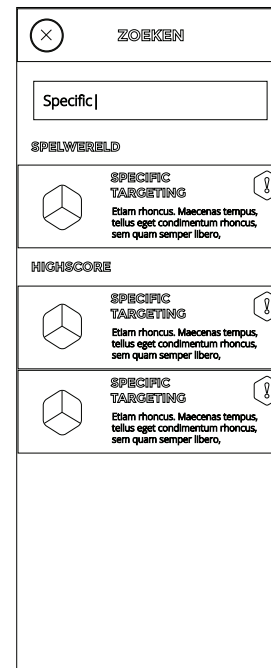 ZOEKEN
Specific
SPELWERELD
SPECIFIC
TARGETING
Etiam rhoncus. Maecenas tempus,
tellus eget condimentum rhoncus,
sem quam semper libero,
HIGHSCORE
SPECIFIC
TARGETING
Etiam rhoncus. Maecenas tempus,
tellus eget condimentum rhoncus,
sem quam semper libero,
SPECIFIC
TARGETING
Etiam rhoncus. Maecenas tempus,
tellus eget condimentum rhoncus,
sem quam semper libero,